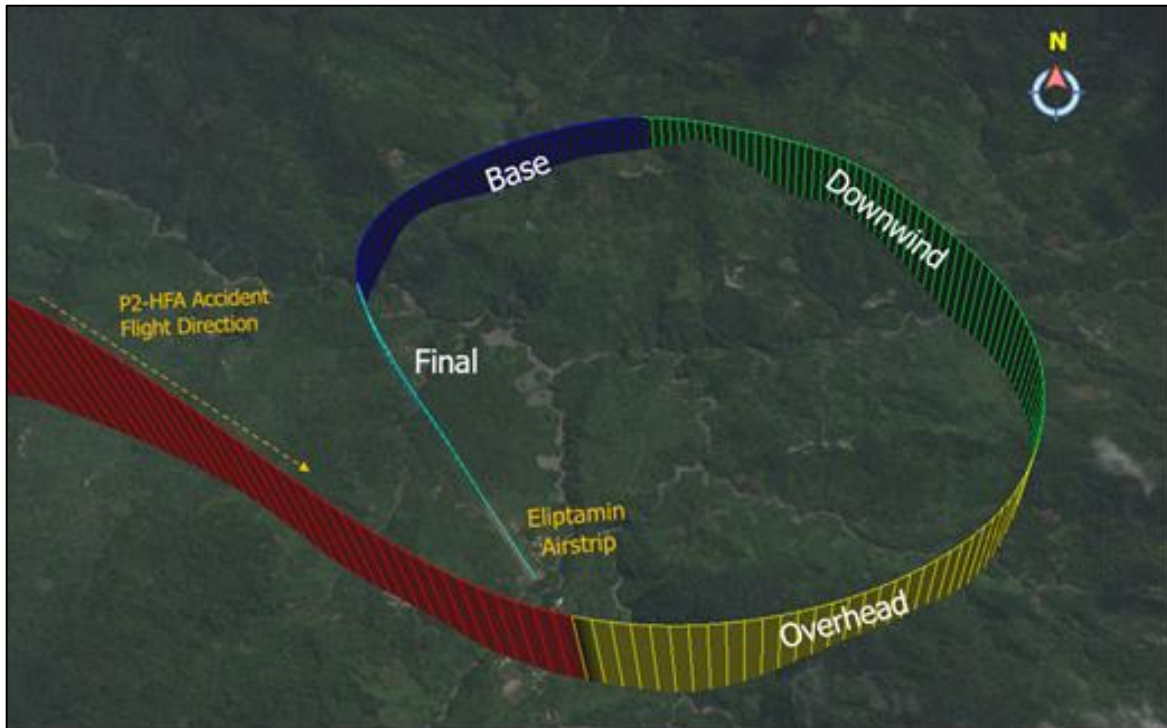 N
Base
Downwind
P2-HFA Accident
Flight Direction
Final
Eliptamin
Airstrip
Overhead